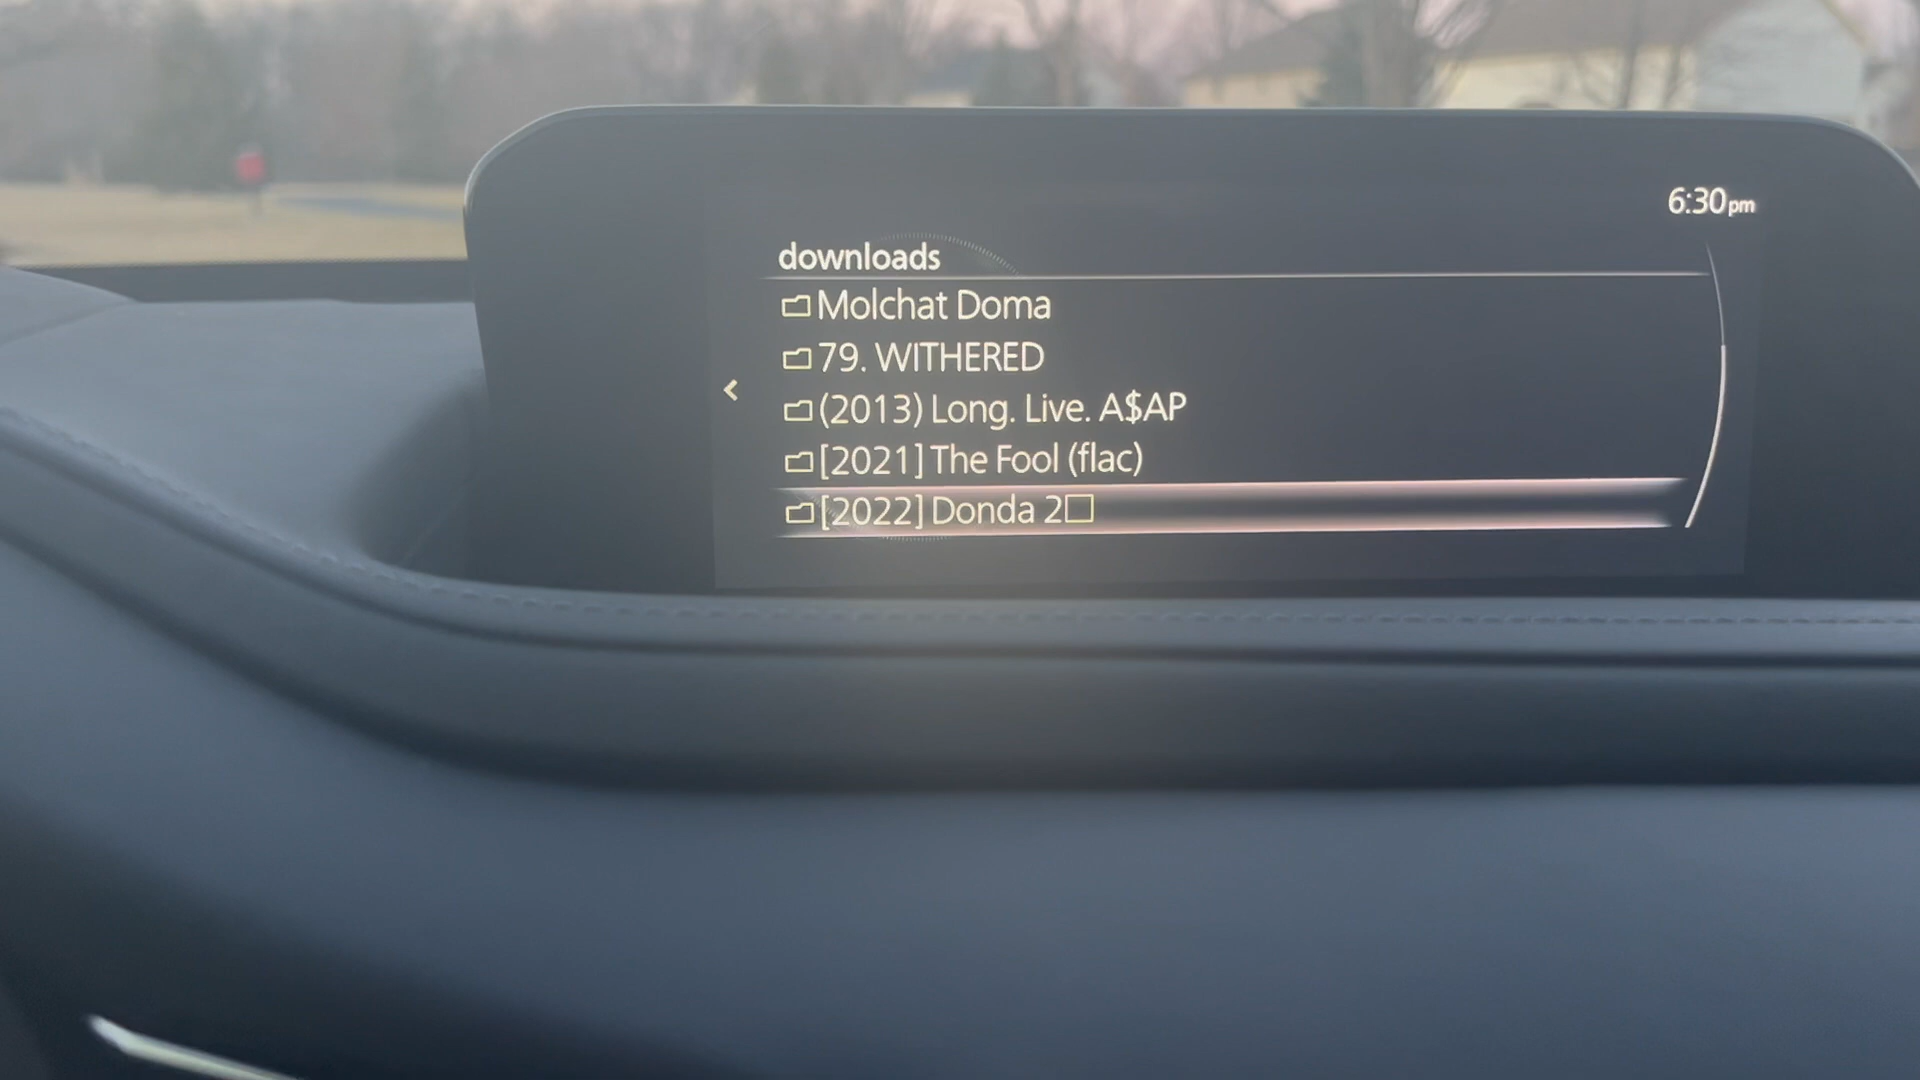 6:30pm
downloads
Molchat Doma
79. WITHERED
(2013) Long. Live. A$AP
[2021] The Fool (flac)
[2022] Donda 2□